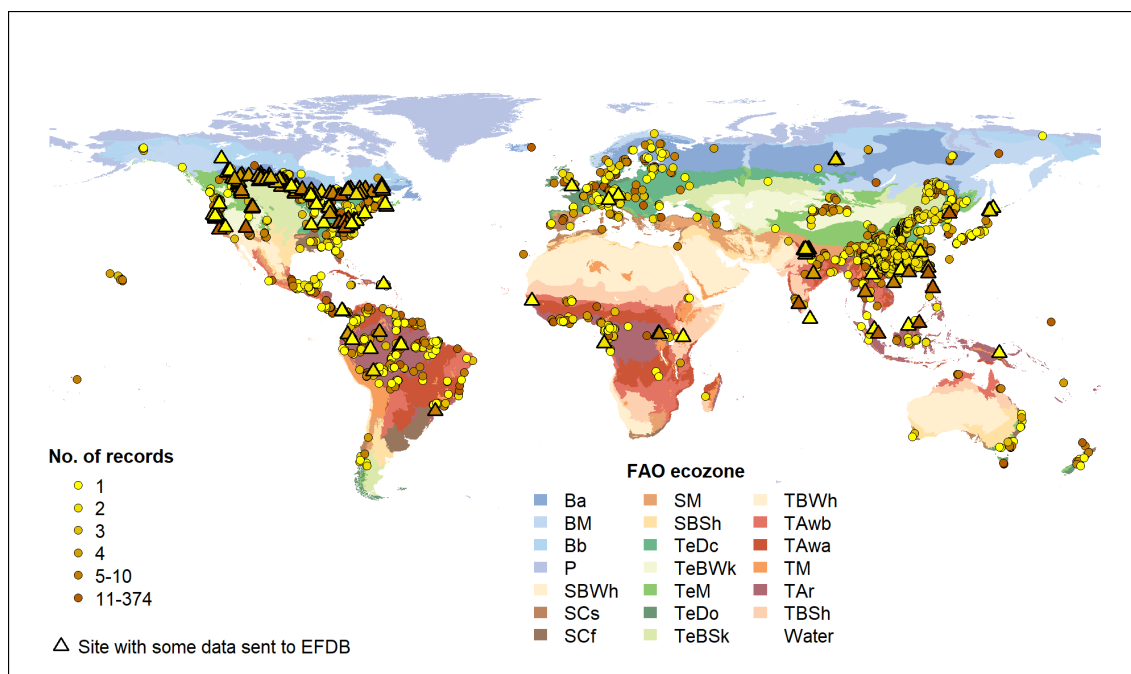 No. of records
1
2
3
4
5-10
11-374
Site with some data sent to EFDB
FAO ecozone
Ba
BM
Bb
P
SBWh
SCs
SCf
SM
SBSh
TeDc
TeBWk
TeM
TeDo
TeBSk
TBWh
TAwb
TAwa
TM
TAr
TBSh
Water